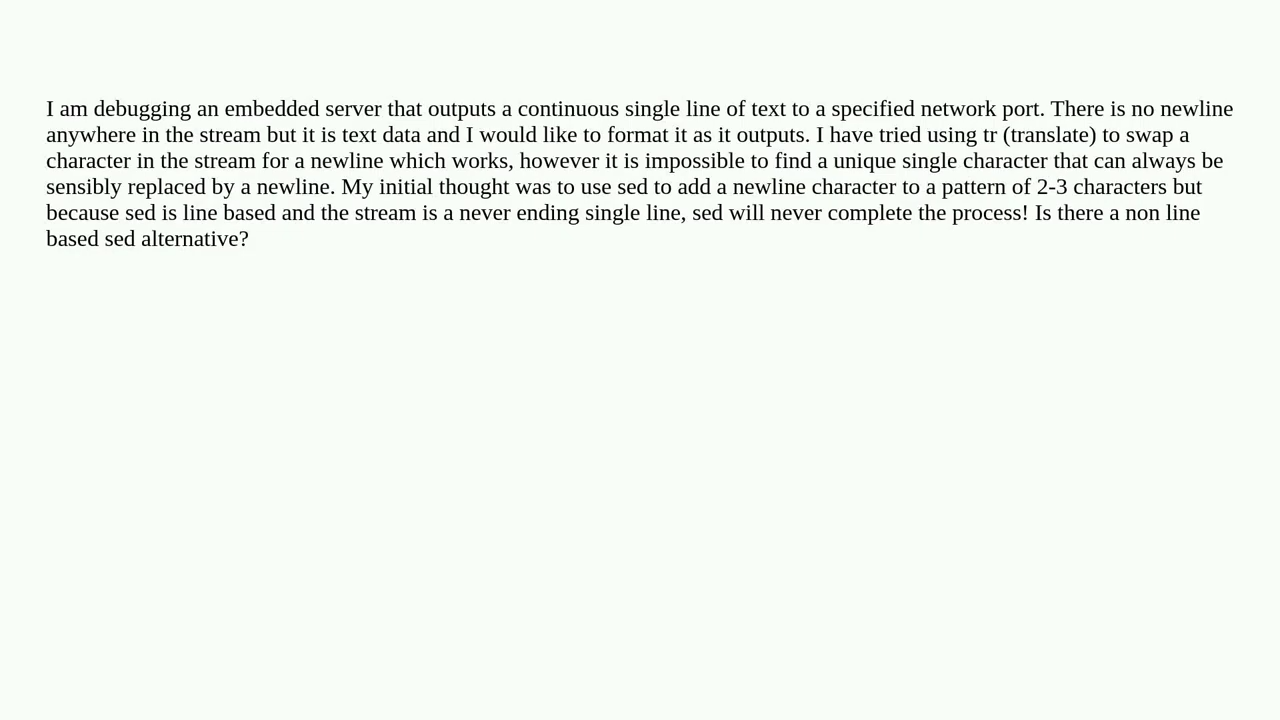 I am debugging an embedded server that outputs a continuous single line of text to a specified network port. There is no newline
anywhere in the stream but it is text data and I would like to format it as it outputs. I have tried using tr (translate) to swap a
character in the stream for a newline which works, however it is impossible to find a unique single character that can always be
sensibly replaced by a newline. My initial thought was to use sed to add a newline character to a pattern of 2-3 characters but
because sed is line based and the stream is a never ending single line, sed will never complete the process! Is there a non line
based sed alternative?